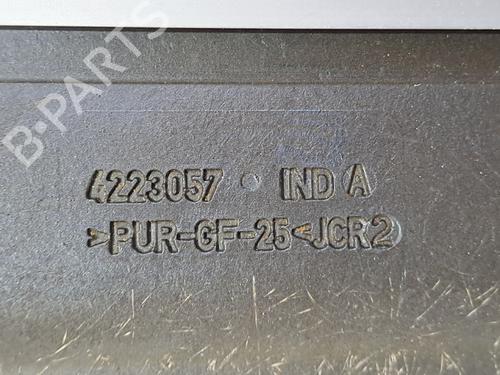 B-PARTS
4223057 IND A
>PUR-GF-25< JCR2